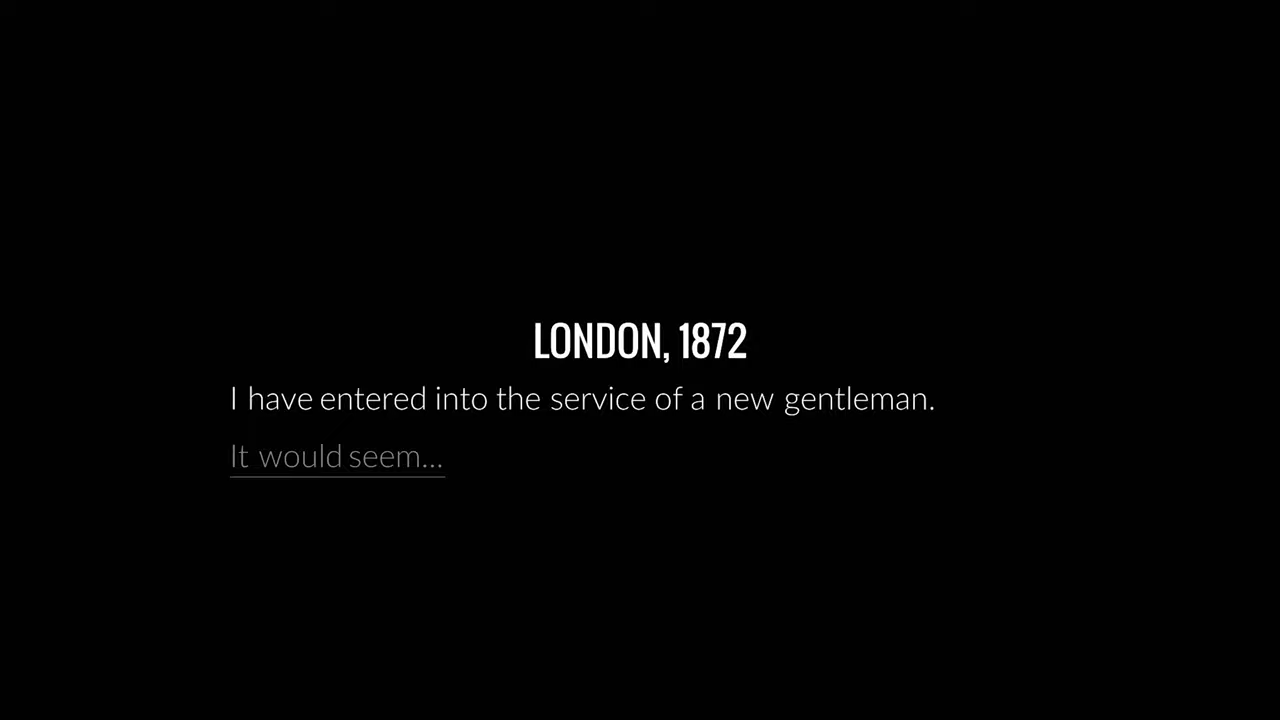 LONDON, 1872
I have entered into the service of a new gentleman.
It would seem...